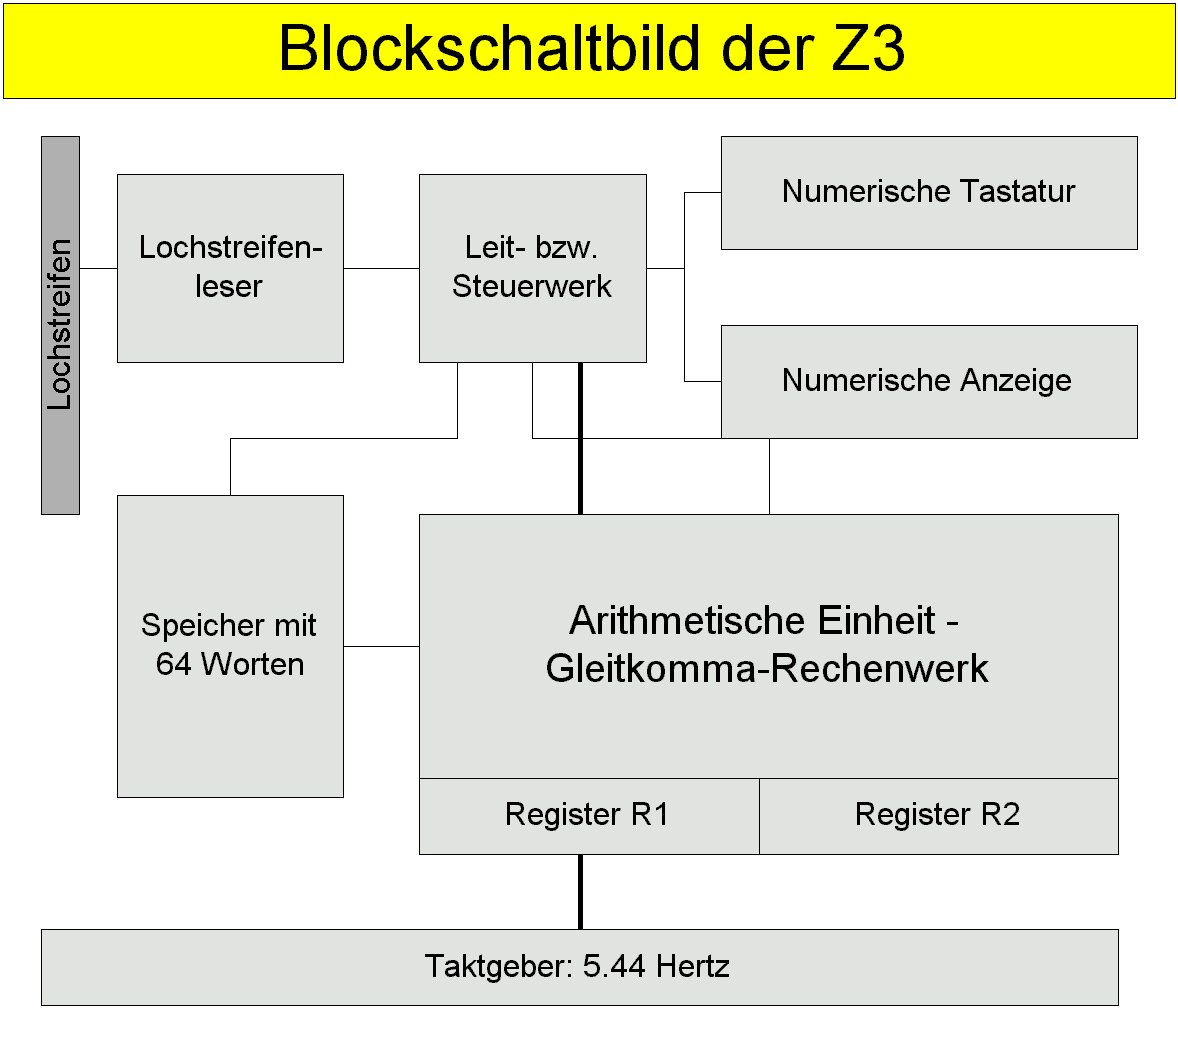 Blockschaltbild der Z3
Lochstreifen
Lochstreifen-
leser
Leit- bzw.
Steuerwerk
Numerische Tastatur
Numerische Anzeige
Speicher mit
64 Worten
Arithmetische Einheit -
Gleitkomma-Rechenwerk
Register R1
Register R2
Taktgeber: 5.44 Hertz